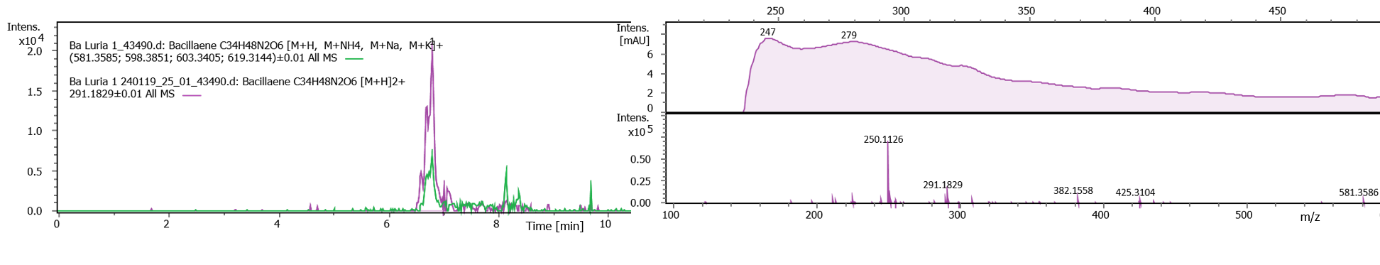 Intens.
x10⁴
2.0
1.5
1.0
0.5
0.0
Ba Luria 1_43490.d: Bacillaene C34H48N2O6 [M+H, M+NH4, M+Na, M+K]+
(581.3585; 598.3851; 603.3405; 619.3144)±0.01 All MS
Ba Luria 1 240119_25_01_43490.d: Bacillaene C34H48N2O6 [M+H]2+
291.1829±0.01 All MS
0 2 4 6 8 10
Time [min]
250 300 350 400 450
Intens.
[mAU]
6
4
2
0
247 279
Intens.
x10⁵
0.50
0.25
0.00
250.1126
291.1829
382.1558
425.3104
581.3586
100 200 300 400 500
m/z